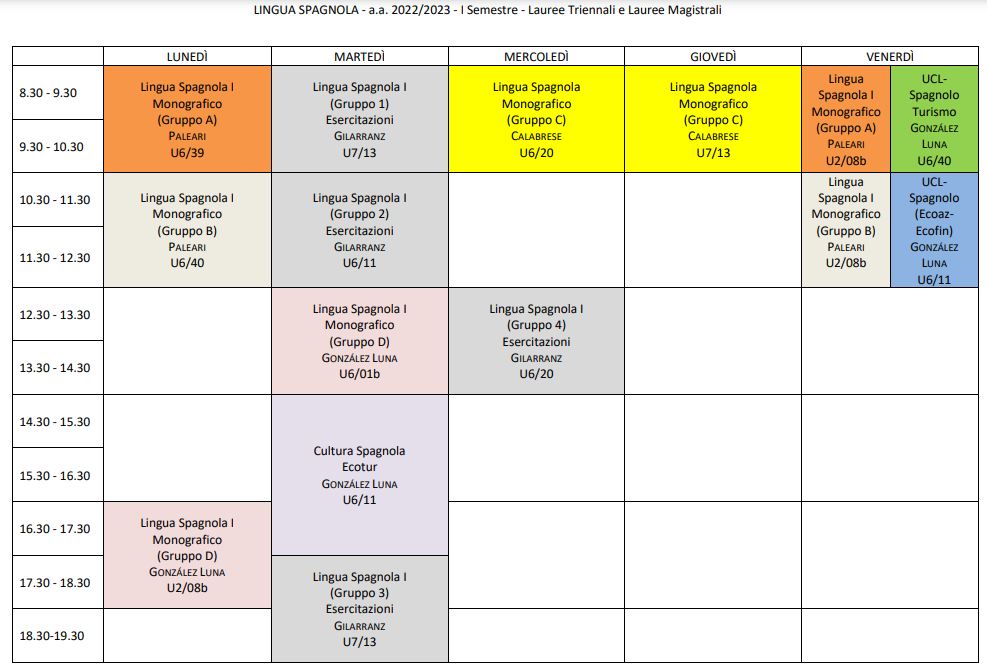 LINGUA SPAGNOLA - a.a. 2022/2023 - I Semestre - Lauree Triennali e Lauree Magistrali
LUNEDÌ
MARTEDÌ
MERCOLEDÌ
GIOVEDÌ
VENERDÌ
8.30 - 9.30
9.30 - 10.30
Lingua Spagnola I
Monografico
(Gruppo A)
PALEARI
U6/39
Lingua Spagnola I
(Gruppo 1)
Esercitazioni
GILARRANZ
U7/13
Lingua Spagnola
Monografico
(Gruppo C)
CALABRESE
U6/20
Lingua Spagnola
Monografico
(Gruppo C)
CALABRESE
U7/13
Lingua
Spagnola I
Monografico
(Gruppo A)
PALEARI
U2/08b
UCL-
Spagnolo
Turismo
GONZÁLEZ
LUNA
U6/40
10.30 - 11.30
11.30 - 12.30
Lingua Spagnola I
Monografico
(Gruppo B)
PALEARI
U6/40
Lingua Spagnola I
(Gruppo 2)
Esercitazioni
GILARRANZ
U6/11
Lingua
Spagnola I
Monografico
(Gruppo B)
PALEARI
U2/08b
UCL-
Spagnolo
(Ecoaz-
Ecofin)
GONZÁLEZ
LUNA
U6/11
12.30 - 13.30
13.30 - 14.30
Lingua Spagnola I
Monografico
(Gruppo D)
GONZÁLEZ LUNA
U6/01b
Lingua Spagnola I
(Gruppo 4)
Esercitazioni
GILARRANZ
U6/20
14.30 - 15.30
15.30 - 16.30
Cultura Spagnola
Ecotur
GONZÁLEZ LUNA
U6/11
16.30 - 17.30
17.30 - 18.30
Lingua Spagnola I
Monografico
(Gruppo D)
GONZÁLEZ LUNA
U2/08b
Lingua Spagnola I
(Gruppo 3)
Esercitazioni
GILARRANZ
U7/13
18.30-19.30